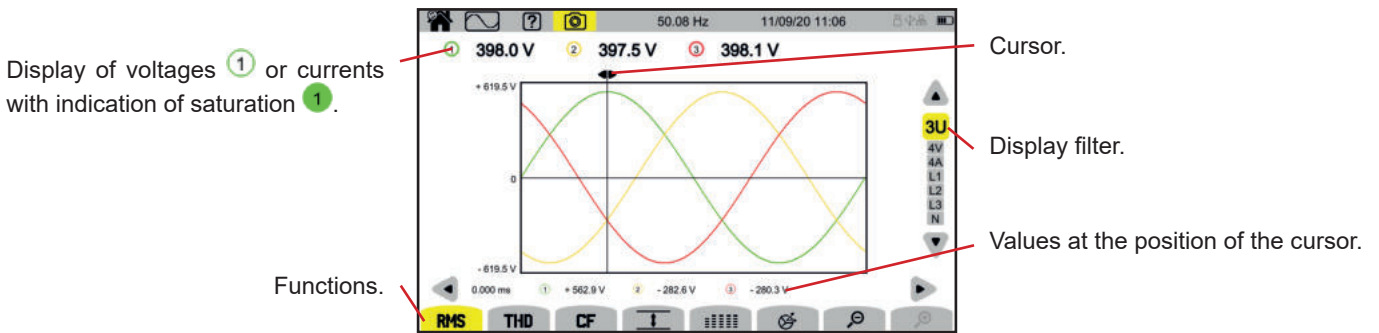 50.08 Hz 11/09/20 11:06
1 398.0 V 2 397.5 V 3 398.1 V
Cursor.
Display of voltages 1 or currents
with indication of saturation 1.
+ 619.5 V
3U
Display filter.
4V
4A
L1
L2
L3
N
0
Values at the position of the cursor.
- 619.5 V
Functions.
0.000 ms 1 + 562.9 V 2 - 282.6 V 3 - 280.3 V
RMS THD CF